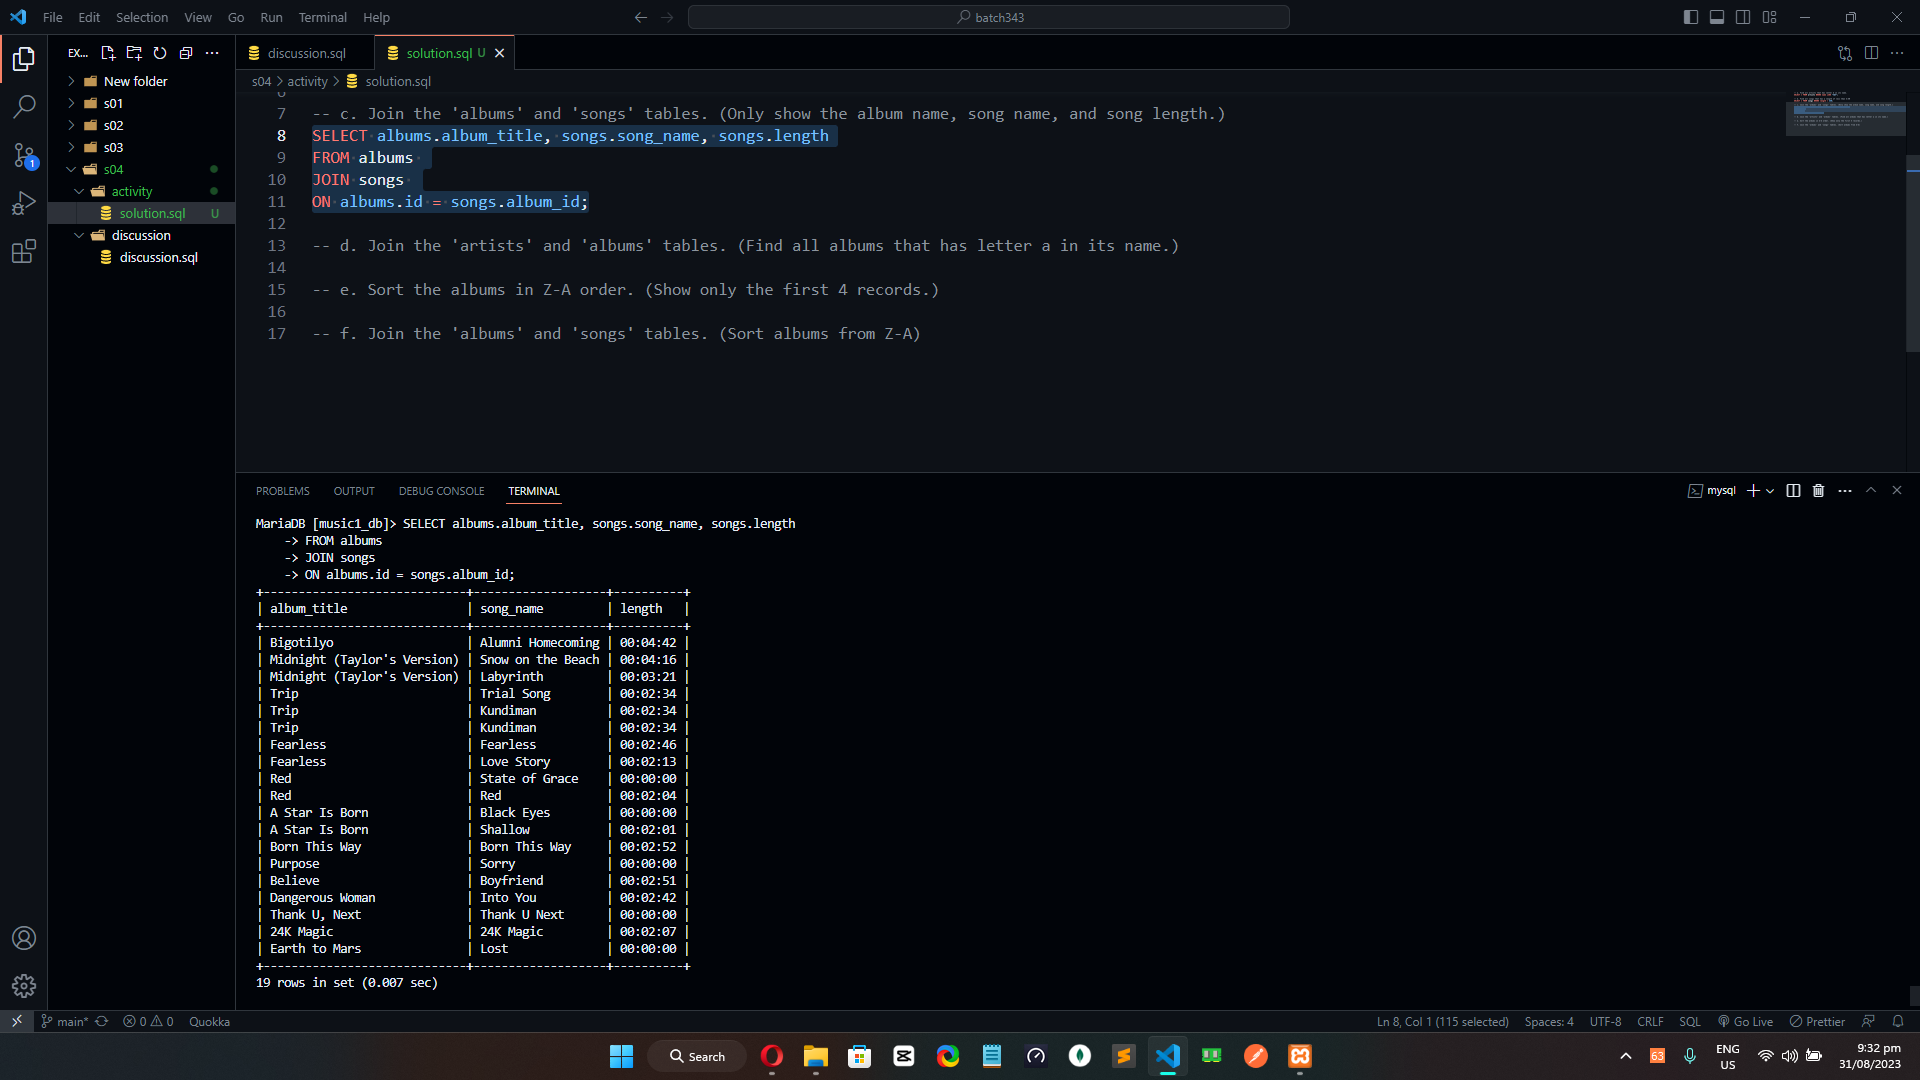 File Edit Selection View Go Run Terminal Help
batch343
EX...
New folder
s01
s02
s03
s04
activity
solution.sql U
discussion
discussion.sql
1
discussion.sql
solution.sql U
s04 > activity > solution.sql
7 -- c. Join the 'albums' and 'songs' tables. (Only show the album name, song name, and song length.)
8 SELECT albums.album_title, songs.song_name, songs.length
9 FROM albums
10 JOIN songs
11 ON albums.id = songs.album_id;
12
13 -- d. Join the 'artists' and 'albums' tables. (Find all albums that has letter a in its name.)
14
15 -- e. Sort the albums in Z-A order. (Show only the first 4 records.)
16
17 -- f. Join the 'albums' and 'songs' tables. (Sort albums from Z-A)
PROBLEMS OUTPUT DEBUG CONSOLE TERMINAL
mysql
MariaDB [music1_db]> SELECT albums.album_title, songs.song_name, songs.length
-> FROM albums
-> JOIN songs
-> ON albums.id = songs.album_id;
+-----------------------------+-------------------+----------+
| album_title | song_name | length |
+-----------------------------+-------------------+----------+
| Bigotilyo | Alumni Homecoming | 00:04:42 |
| Midnight (Taylor's Version) | Snow on the Beach | 00:04:16 |
| Midnight (Taylor's Version) | Labyrinth | 00:03:21 |
| Trip | Trial Song | 00:02:34 |
| Trip | Kundiman | 00:02:34 |
| Trip | Kundiman | 00:02:34 |
| Fearless | Fearless | 00:02:46 |
| Fearless | Love Story | 00:02:13 |
| Red | State of Grace | 00:00:00 |
| Red | Red | 00:02:04 |
| A Star Is Born | Black Eyes | 00:00:00 |
| A Star Is Born | Shallow | 00:02:01 |
| Born This Way | Born This Way | 00:02:52 |
| Purpose | Sorry | 00:00:00 |
| Believe | Boyfriend | 00:02:51 |
| Dangerous Woman | Into You | 00:02:42 |
| Thank U, Next | Thank U Next | 00:00:00 |
| 24K Magic | 24K Magic | 00:02:07 |
| Earth to Mars | Lost | 00:00:00 |
+-----------------------------+-------------------+----------+
19 rows in set (0.007 sec)
main* 0 0 Quokka
Ln 8, Col 1 (115 selected) Spaces: 4 UTF-8 CRLF SQL Go Live Prettier
Search
63
ENG
US
9:32 pm
31/08/2023